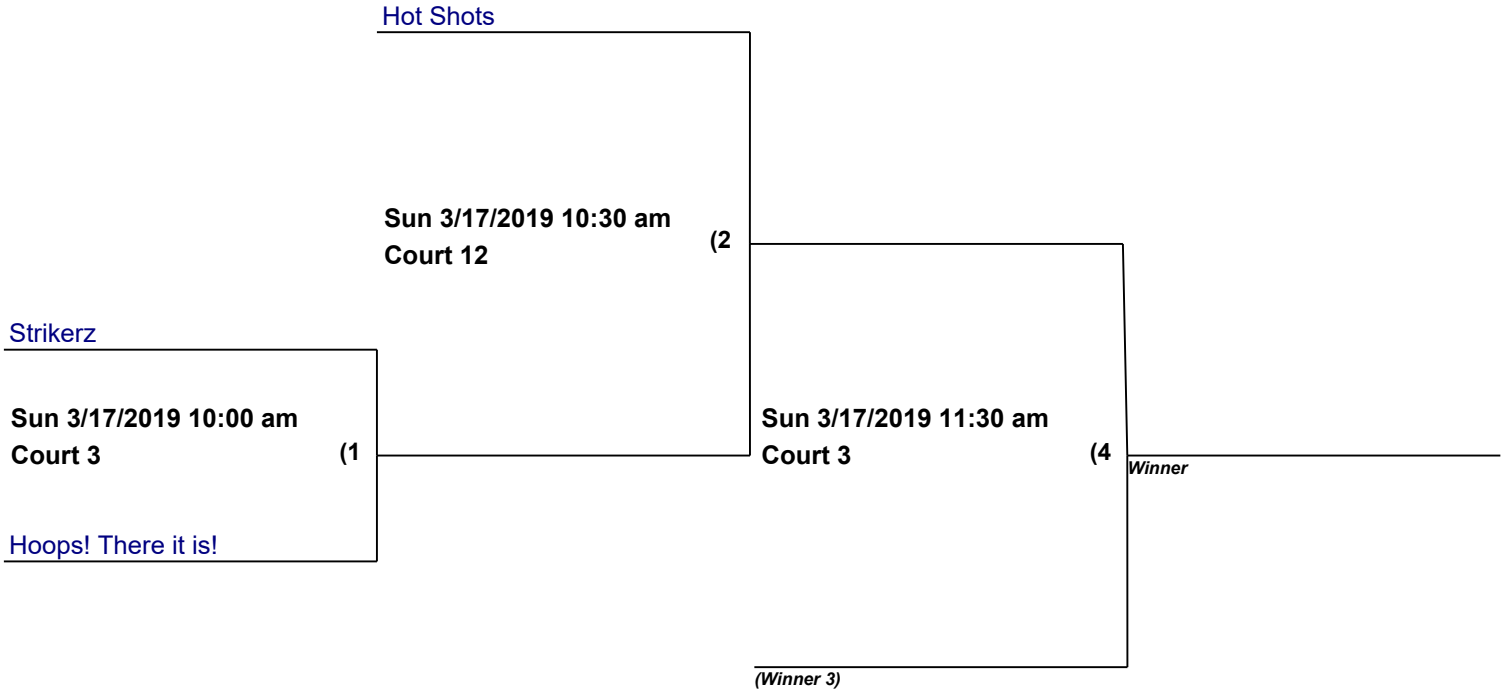 Hot Shots
Sun 3/17/2019 10:30 am
Court 12
(2
Strikerz
Sun 3/17/2019 10:00 am
Court 3
(1
Hoops! There it is!
Sun 3/17/2019 11:30 am
Court 3
(4
Winner
(Winner 3)